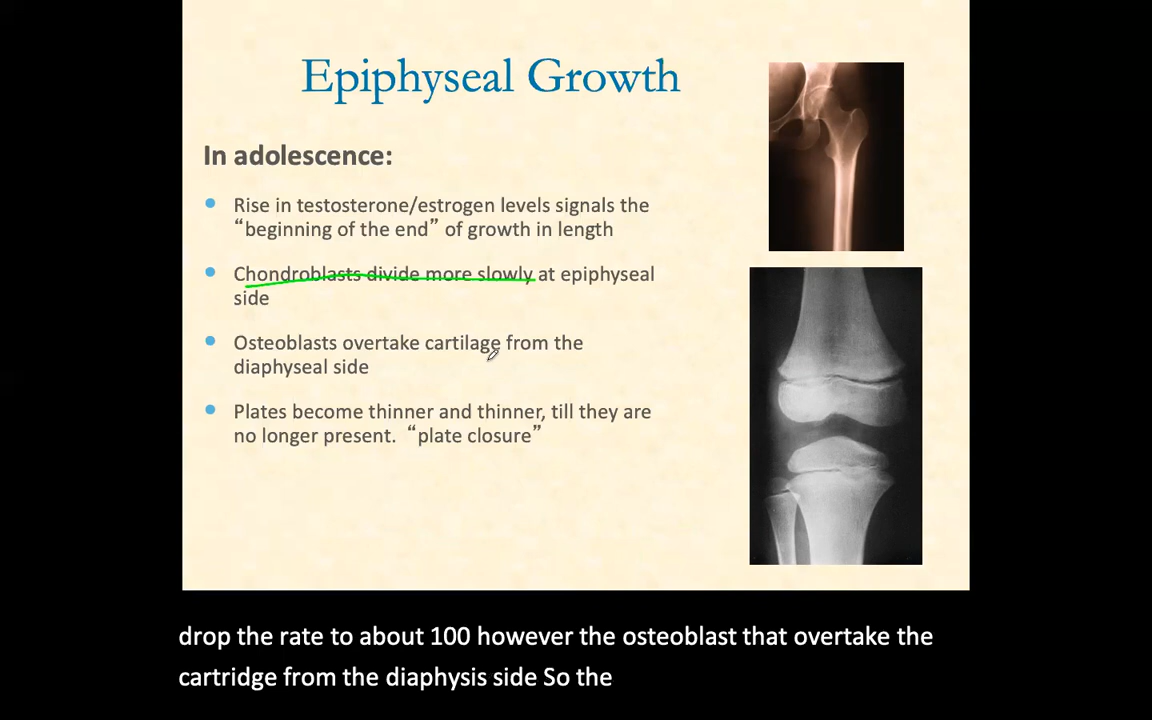 Epiphyseal Growth
In adolescence:
Rise in testosterone/estrogen levels signals the
“beginning of the end” of growth in length
Chondroblasts divide more slowly at epiphyseal
side
Osteoblasts overtake cartilage from the
diaphyseal side
Plates become thinner and thinner, till they are
no longer present. “plate closure”
drop the rate to about 100 however the osteoblast that overtake the
cartridge from the diaphysis side So the